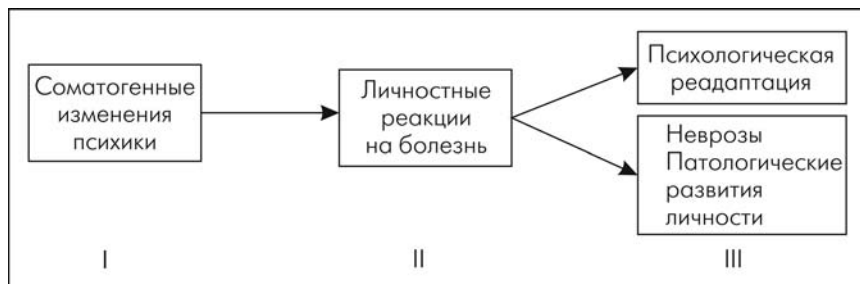 Соматогенные
изменения
психики
Личностные
реакции
на болезнь
Психологическая
реадаптация
Неврозы
Патологические
развития
личности
I
II
III